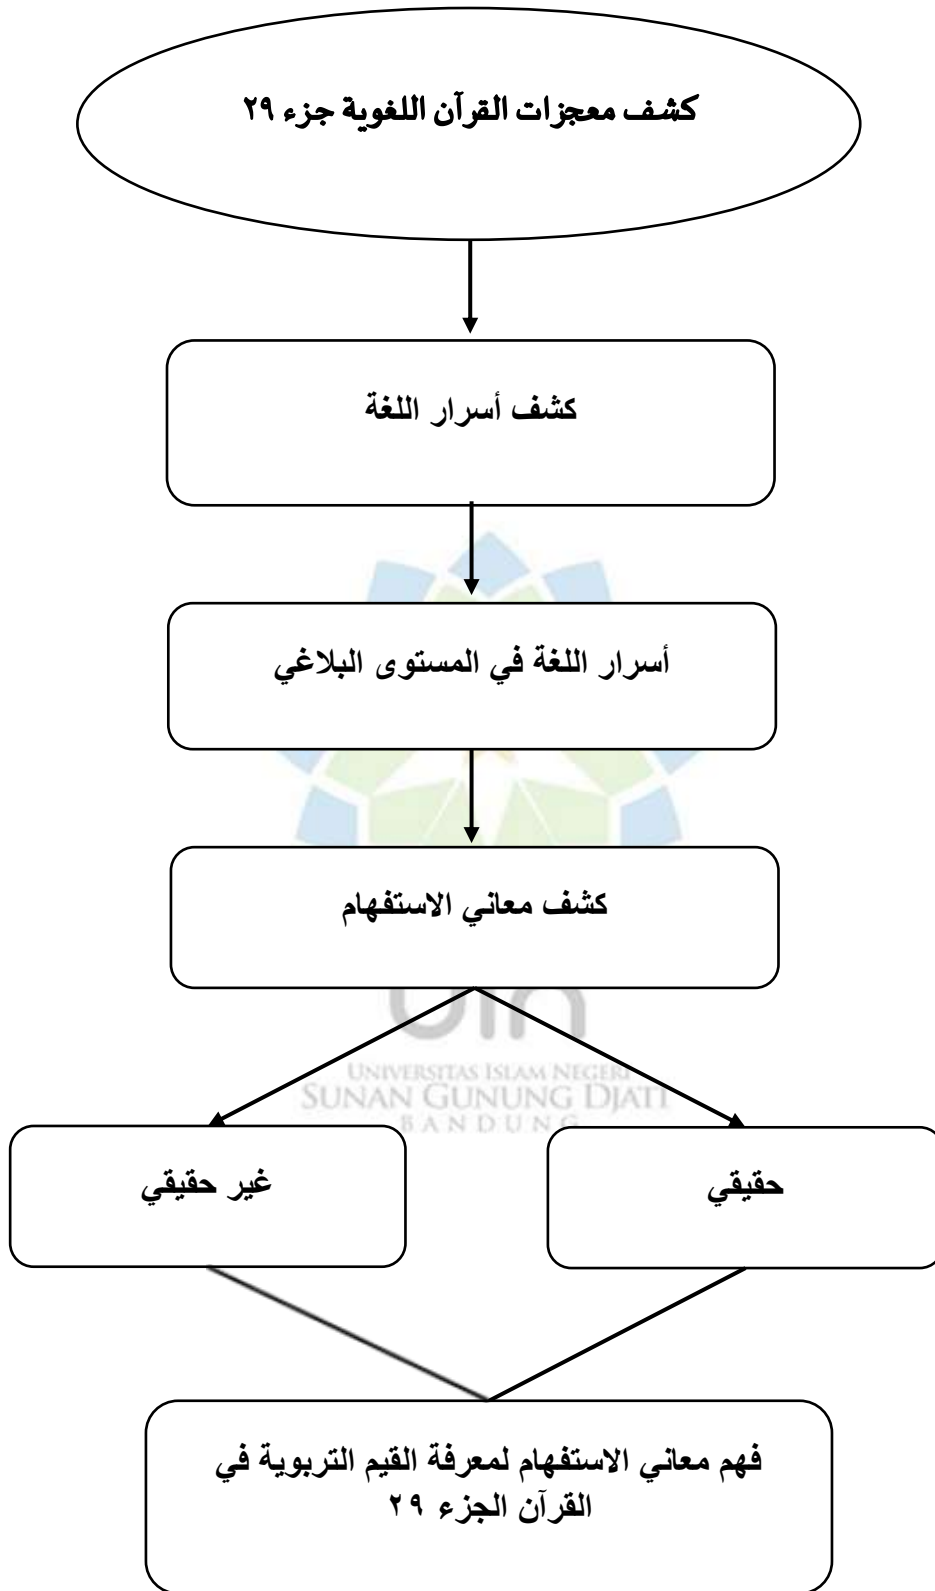 كشف معجزات القرآن اللغوية جزء ٢٩
كشف أسرار اللغة
أسرار اللغة في المستوى البلاغي
كشف معاني الاستفهام
uin
UNIVERSITAS ISLAM NEGERI
SUNAN GUNUNG DJATI
BANDUNG
حقيقي
غير حقيقي
فهم معاني الاستفهام لمعرفة القيم التربوية في
القرآن الجزء ٢٩